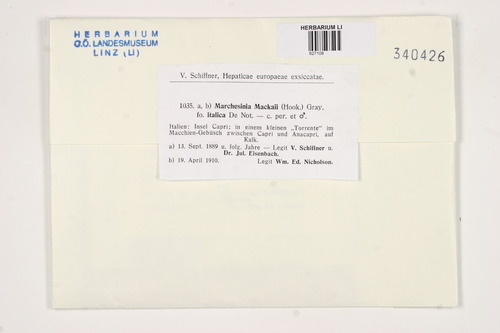 HERBARIUM
O.Ö. LANDESMUSEUM
LINZ (LI)
HERBARIUM LI
827108
340426
V. Schiffner, Hepaticae europaeae exsiccatae.
1035. a, b) Marchesinia Mackaii (Hook.) Gray,
fo. italica De Not. — c. per. et ♂.
Italien: Insel Capri; in einem kleinen „Torrente" im
Macchien-Gebüsch zwischen Capri und Anacapri, auf
Kalk.
a) 13. Sept. 1889 u. folg. Jahre — Legit V. Schiffner u.
Dr. Jul. Eisenbach.
b) 19. April 1910. Legit Wm. Ed. Nicholson.